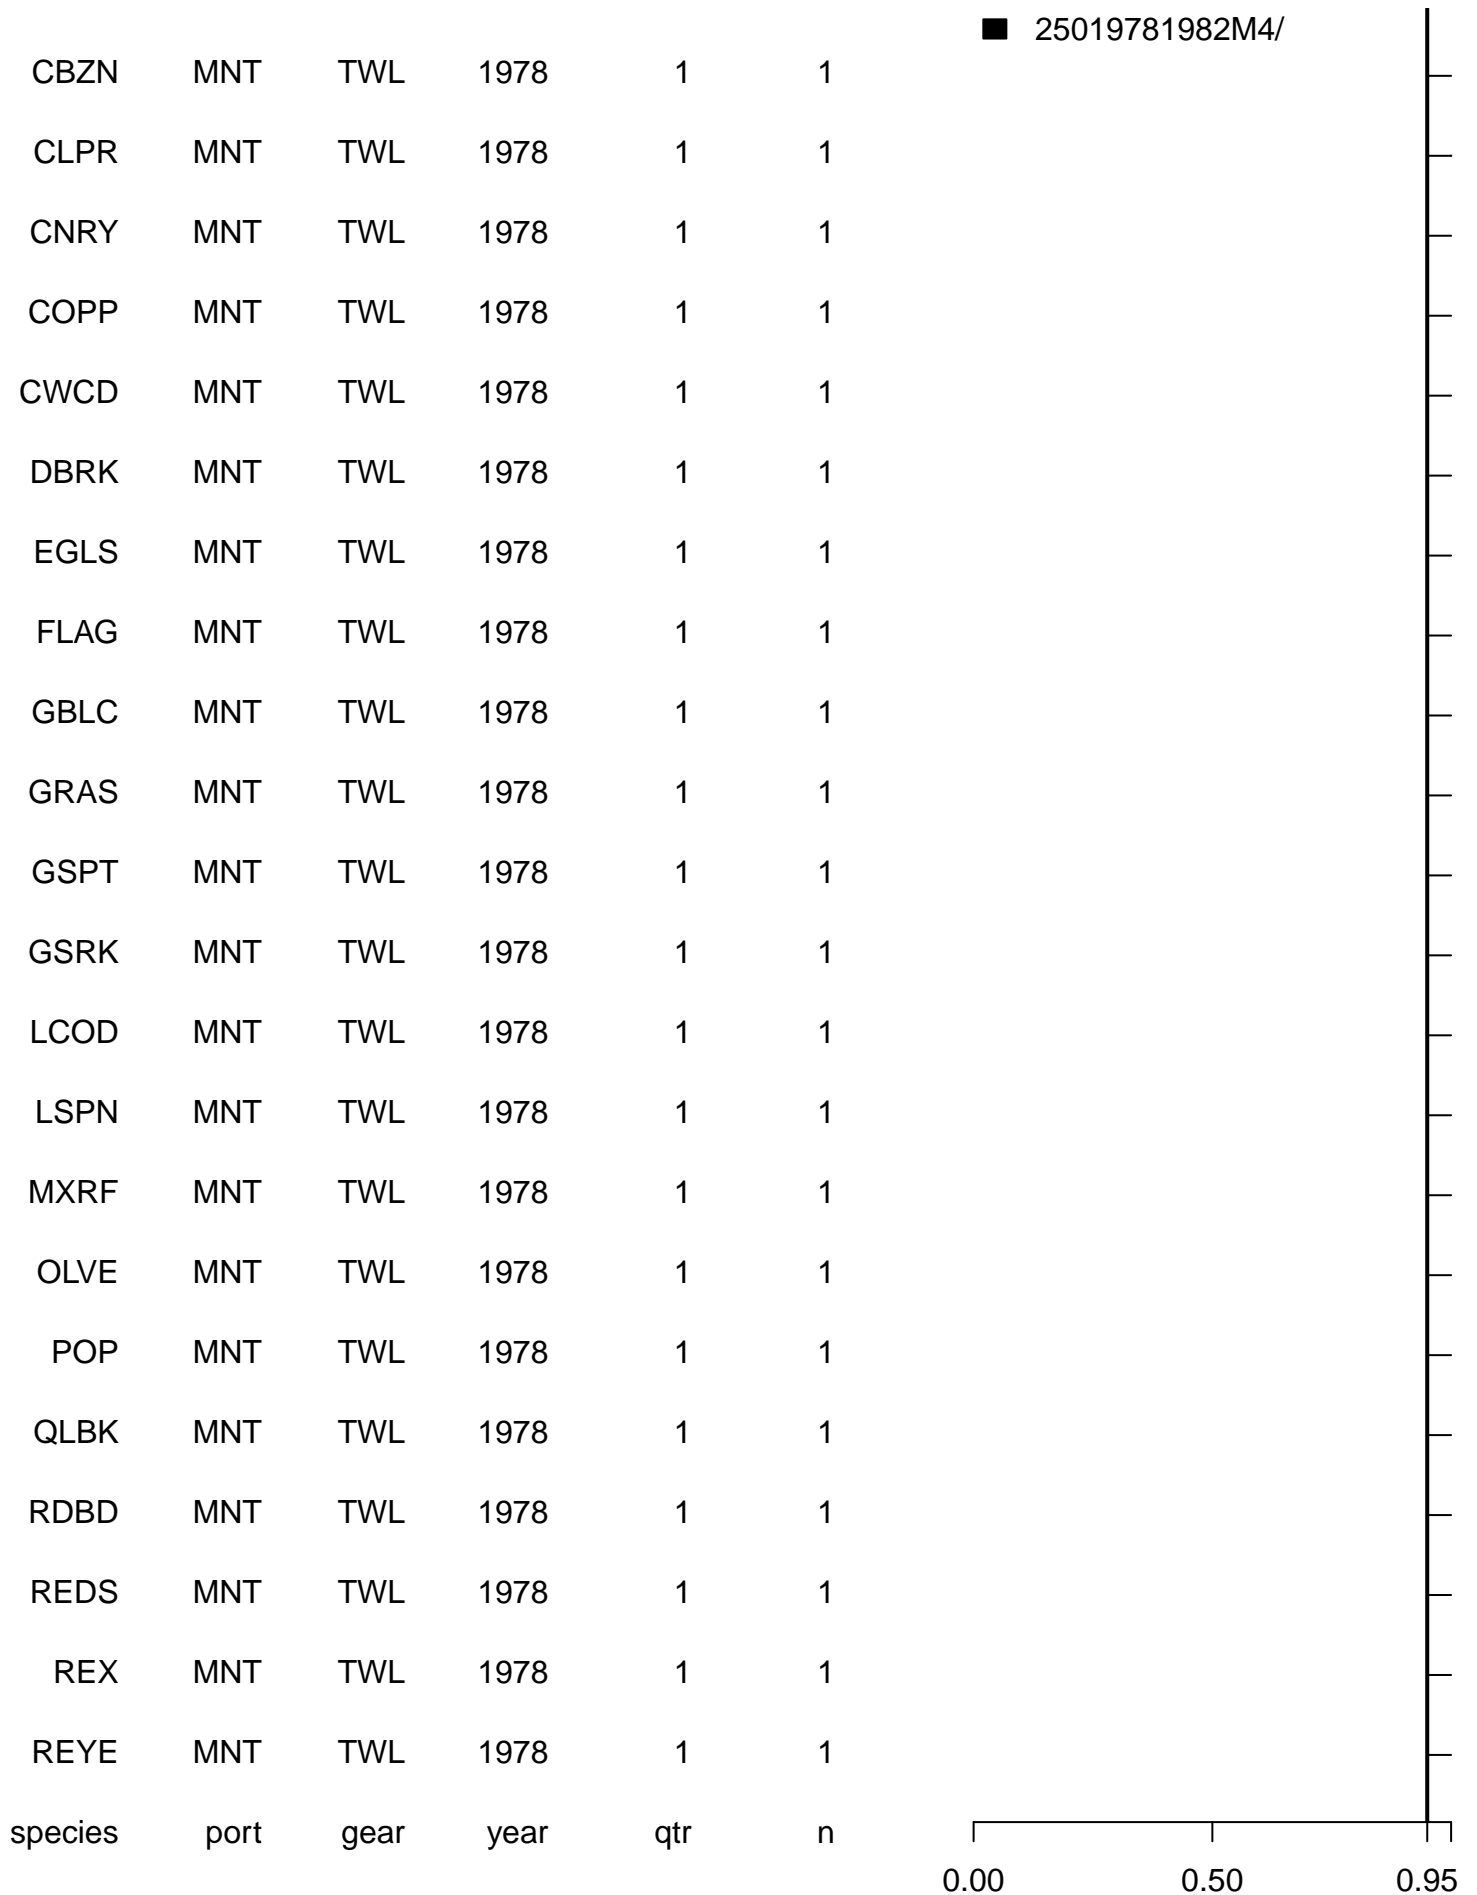 25019781982M4/
CBZN MNT TWL 1978 1 1
CLPR MNT TWL 1978 1 1
CNRY MNT TWL 1978 1 1
COPP MNT TWL 1978 1 1
CWCD MNT TWL 1978 1 1
DBRK MNT TWL 1978 1 1
EGLS MNT TWL 1978 1 1
FLAG MNT TWL 1978 1 1
GBLC MNT TWL 1978 1 1
GRAS MNT TWL 1978 1 1
GSPT MNT TWL 1978 1 1
GSRK MNT TWL 1978 1 1
LCOD MNT TWL 1978 1 1
LSPN MNT TWL 1978 1 1
MXRF MNT TWL 1978 1 1
OLVE MNT TWL 1978 1 1
POP MNT TWL 1978 1 1
QLBK MNT TWL 1978 1 1
RDBD MNT TWL 1978 1 1
REDS MNT TWL 1978 1 1
REX MNT TWL 1978 1 1
REYE MNT TWL 1978 1 1
species port gear year qtr n
0.00 0.50 0.95